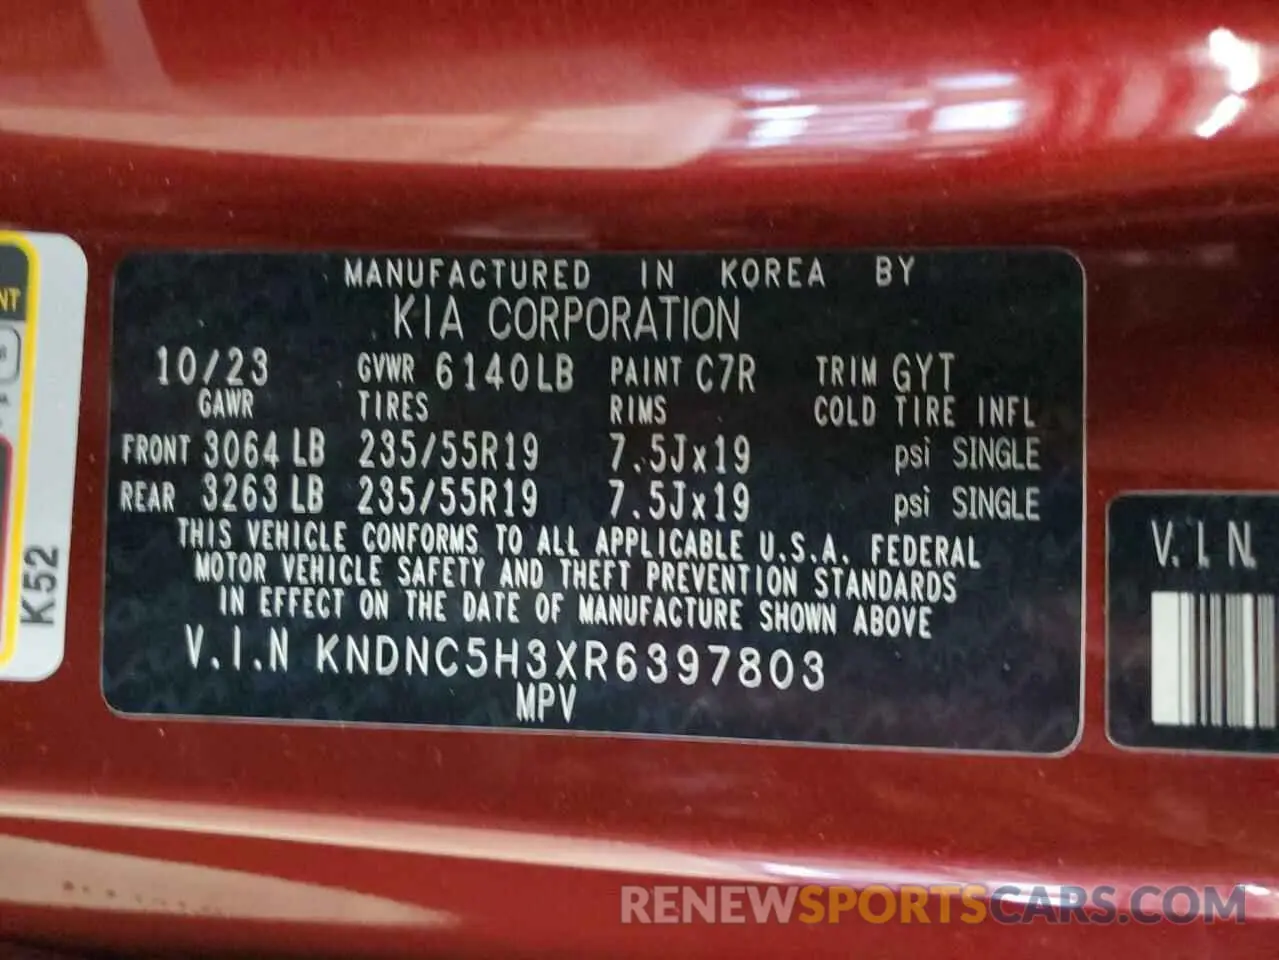 MANUFACTURED IN KOREA BY
KIA CORPORATION
10/23 GVWR 6140LB PAINT C7R TRIM GYT
GAWR TIRES RIMS COLD TIRE INFL
FRONT 3064 LB 235/55R19 7.5Jx19 psi SINGLE
REAR 3263 LB 235/55R19 7.5Jx19 psi SINGLE
THIS VEHICLE CONFORMS TO ALL APPLICABLE U.S.A. FEDERAL
MOTOR VEHICLE SAFETY AND THEFT PREVENTION STANDARDS
IN EFFECT ON THE DATE OF MANUFACTURE SHOWN ABOVE
V.I.N KNDNC5H3XR6397803
MPV
V.I.N.
NT
K52
RENEWSPORTSCARS.COM